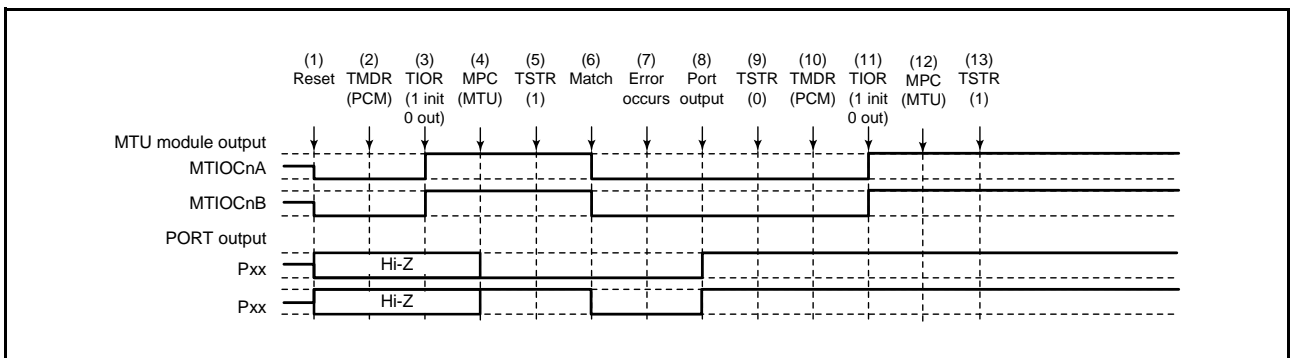 (1) (2) (3) (4) (5) (6) (7) (8) (9) (10) (11) (12) (13)
Reset TMDR TIOR MPC TSTR Match Error Port TSTR TMDR TIOR MPC TSTR
(PCM) (1 init (MTU) (1) occurs output (0) (PCM) (1 init (MTU) (1)
0 out) 0 out)
MTU module output
MTIOCnA
MTIOCnB
PORT output
Pxx Hi-Z
Pxx Hi-Z